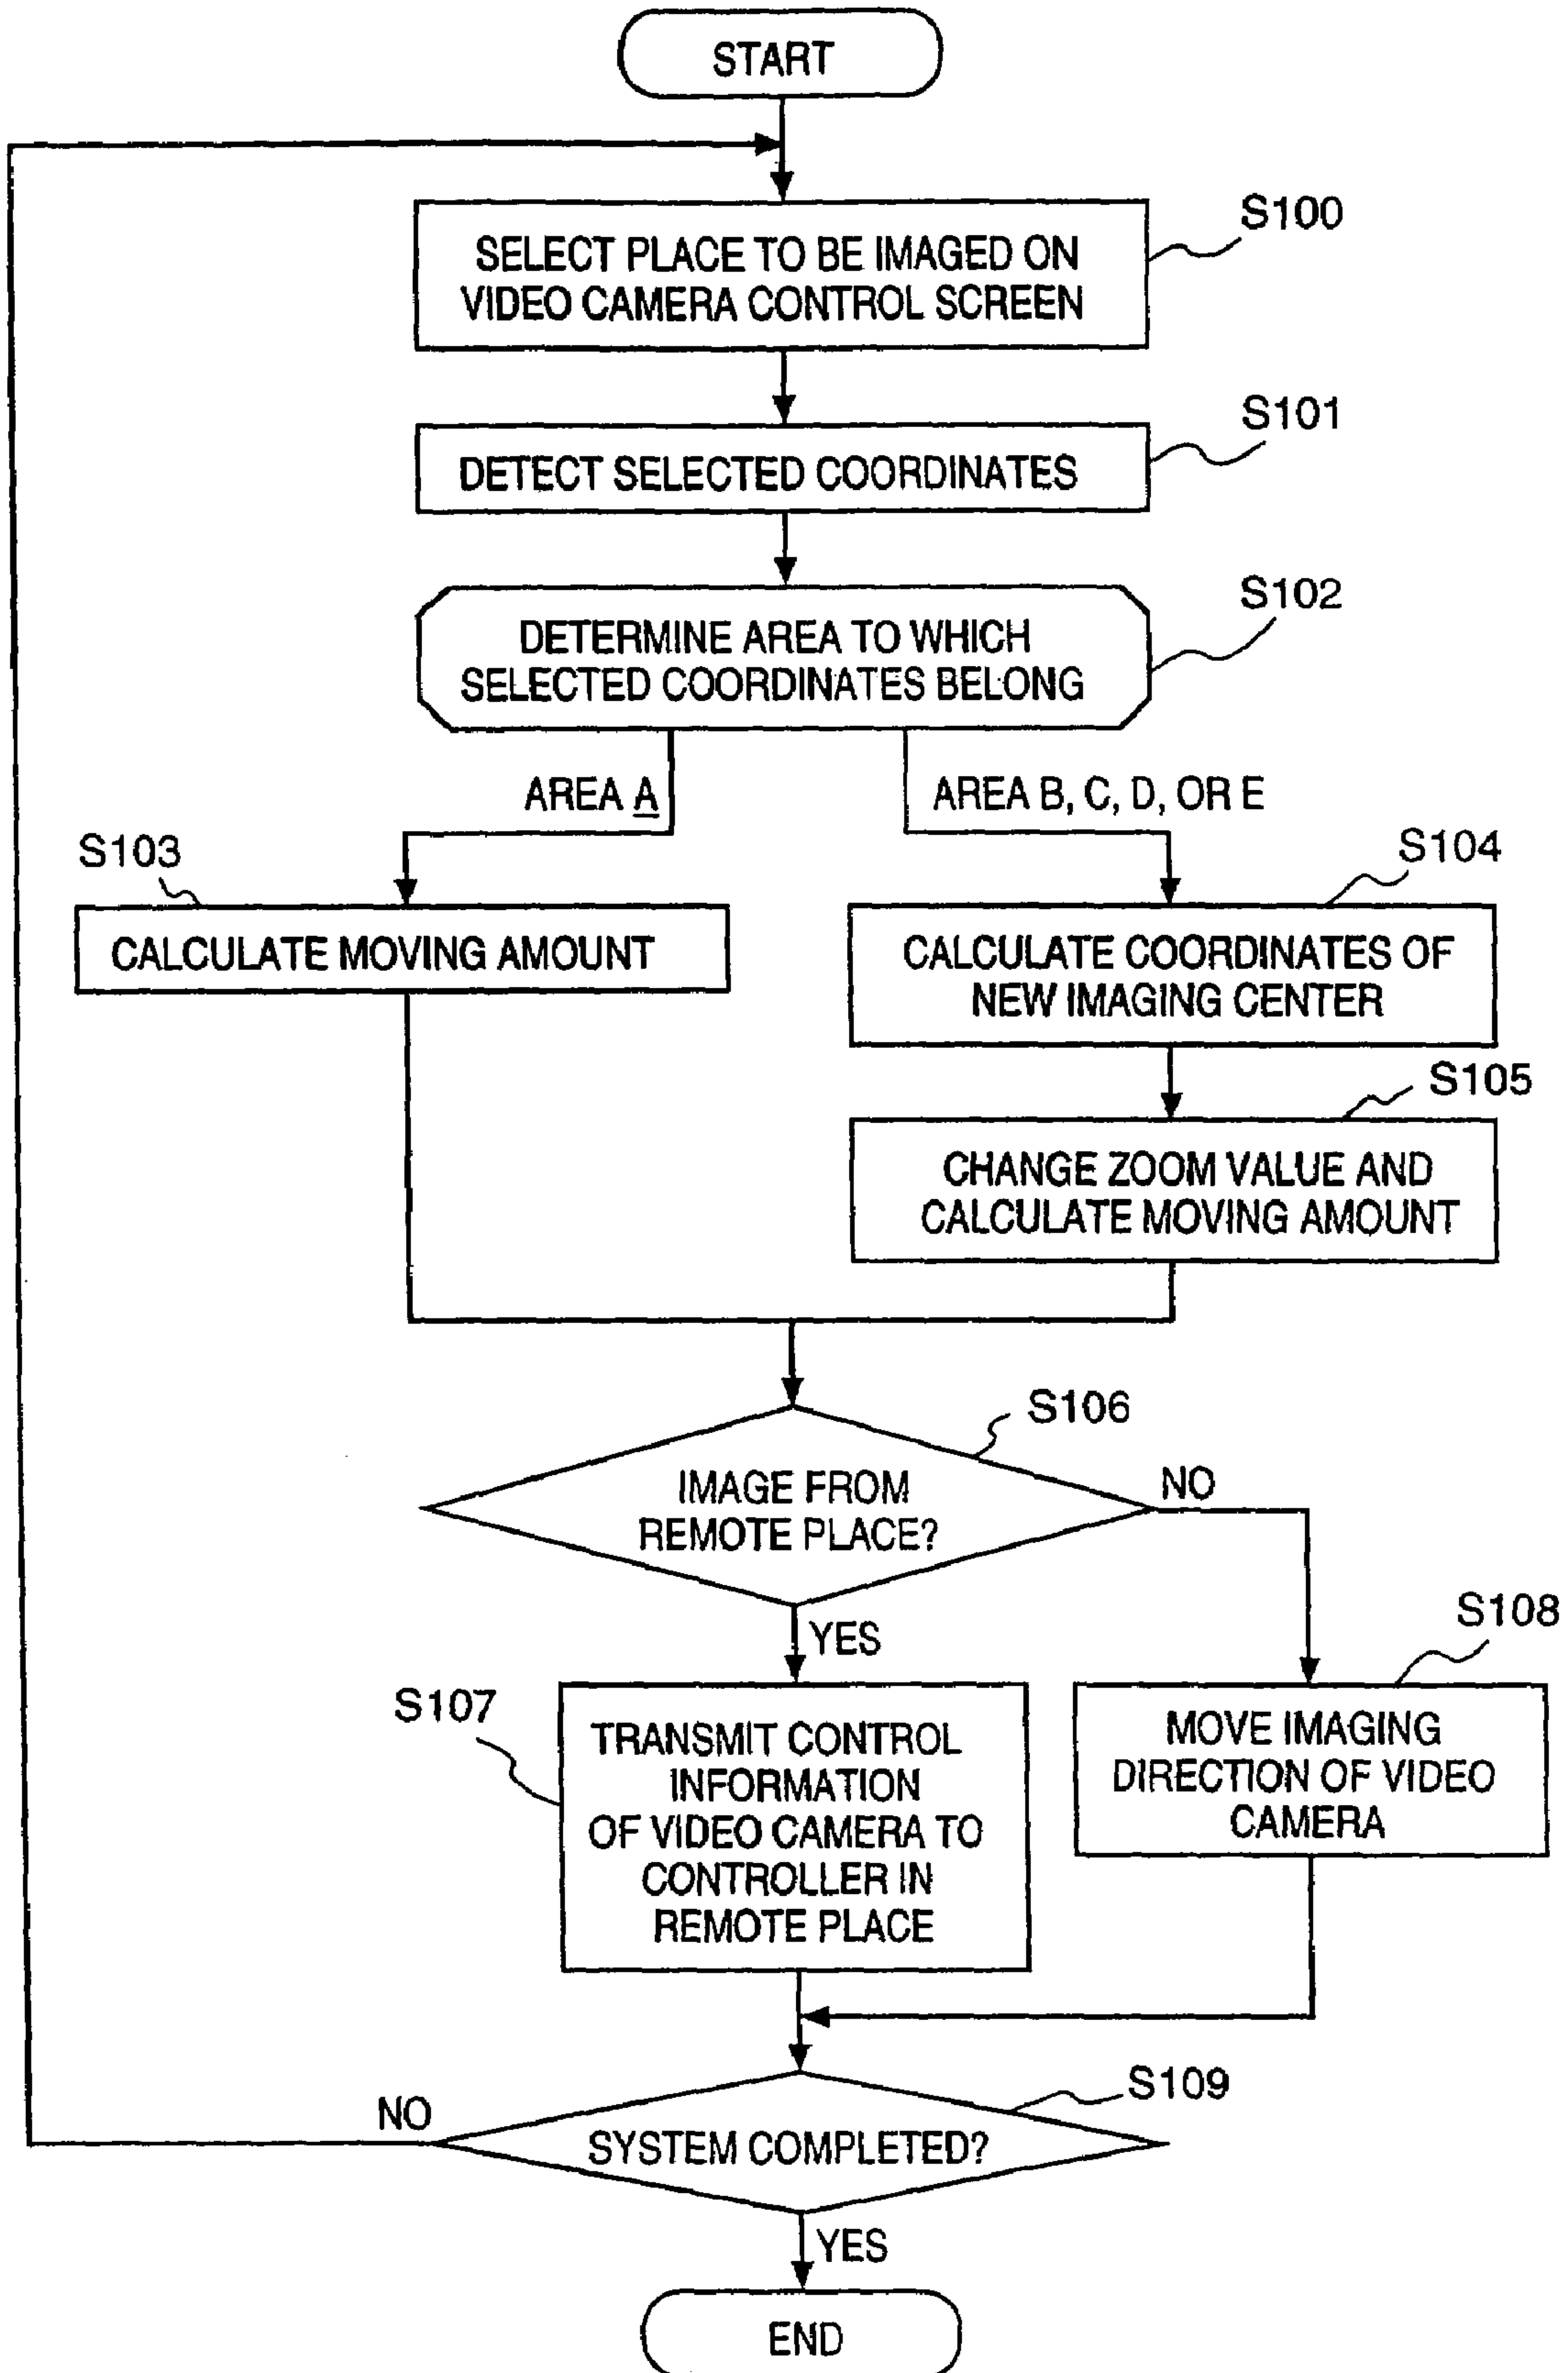 START
S100
SELECT PLACE TO BE IMAGED ON
VIDEO CAMERA CONTROL SCREEN
S101
DETECT SELECTED COORDINATES
S102
DETERMINE AREA TO WHICH
SELECTED COORDINATES BELONG
AREA A
AREA B, C, D, OR E
S103
CALCULATE MOVING AMOUNT
S104
CALCULATE COORDINATES OF
NEW IMAGING CENTER
S105
CHANGE ZOOM VALUE AND
CALCULATE MOVING AMOUNT
S106
IMAGE FROM
REMOTE PLACE?
NO
YES
S107
TRANSMIT CONTROL
INFORMATION
OF VIDEO CAMERA TO
CONTROLLER IN
REMOTE PLACE
S108
MOVE IMAGING
DIRECTION OF VIDEO
CAMERA
S109
NO
SYSTEM COMPLETED?
YES
END